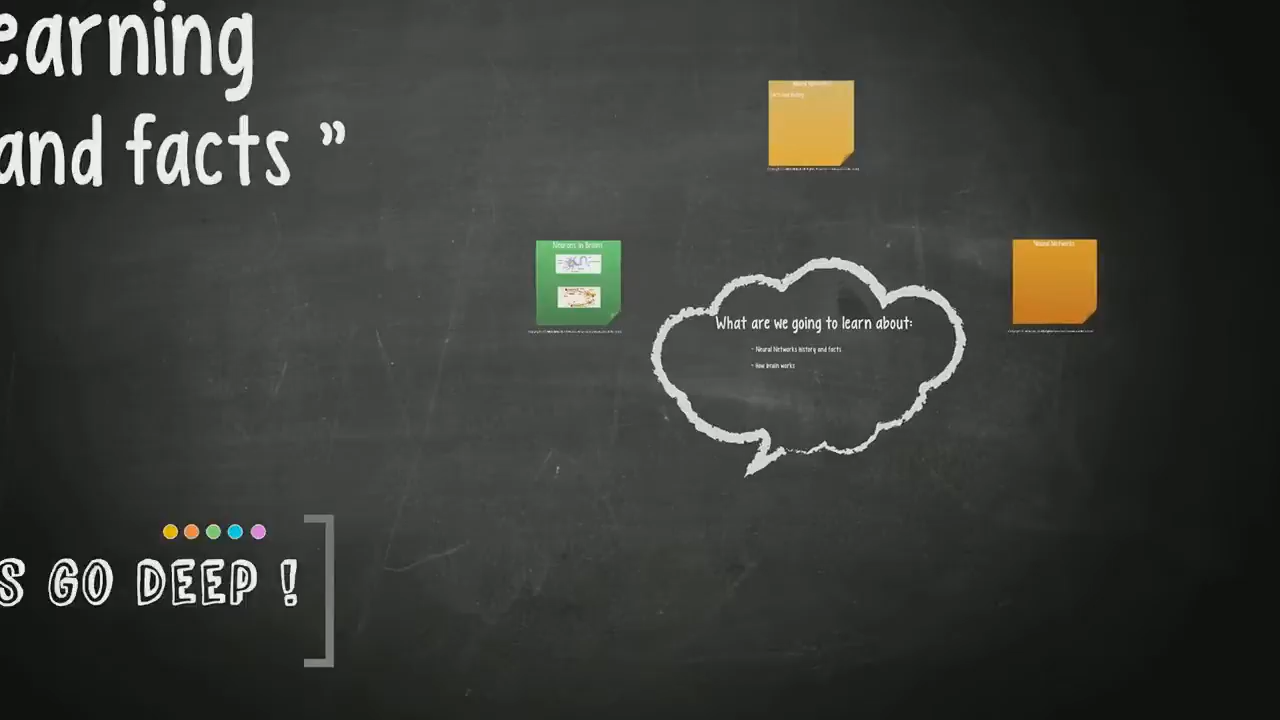 earning
and facts ”
Neurons in Brain
Neural Networks
What are we going to learn about:
- Neural Networks history and facts
- How brain works
S GO DEEP !